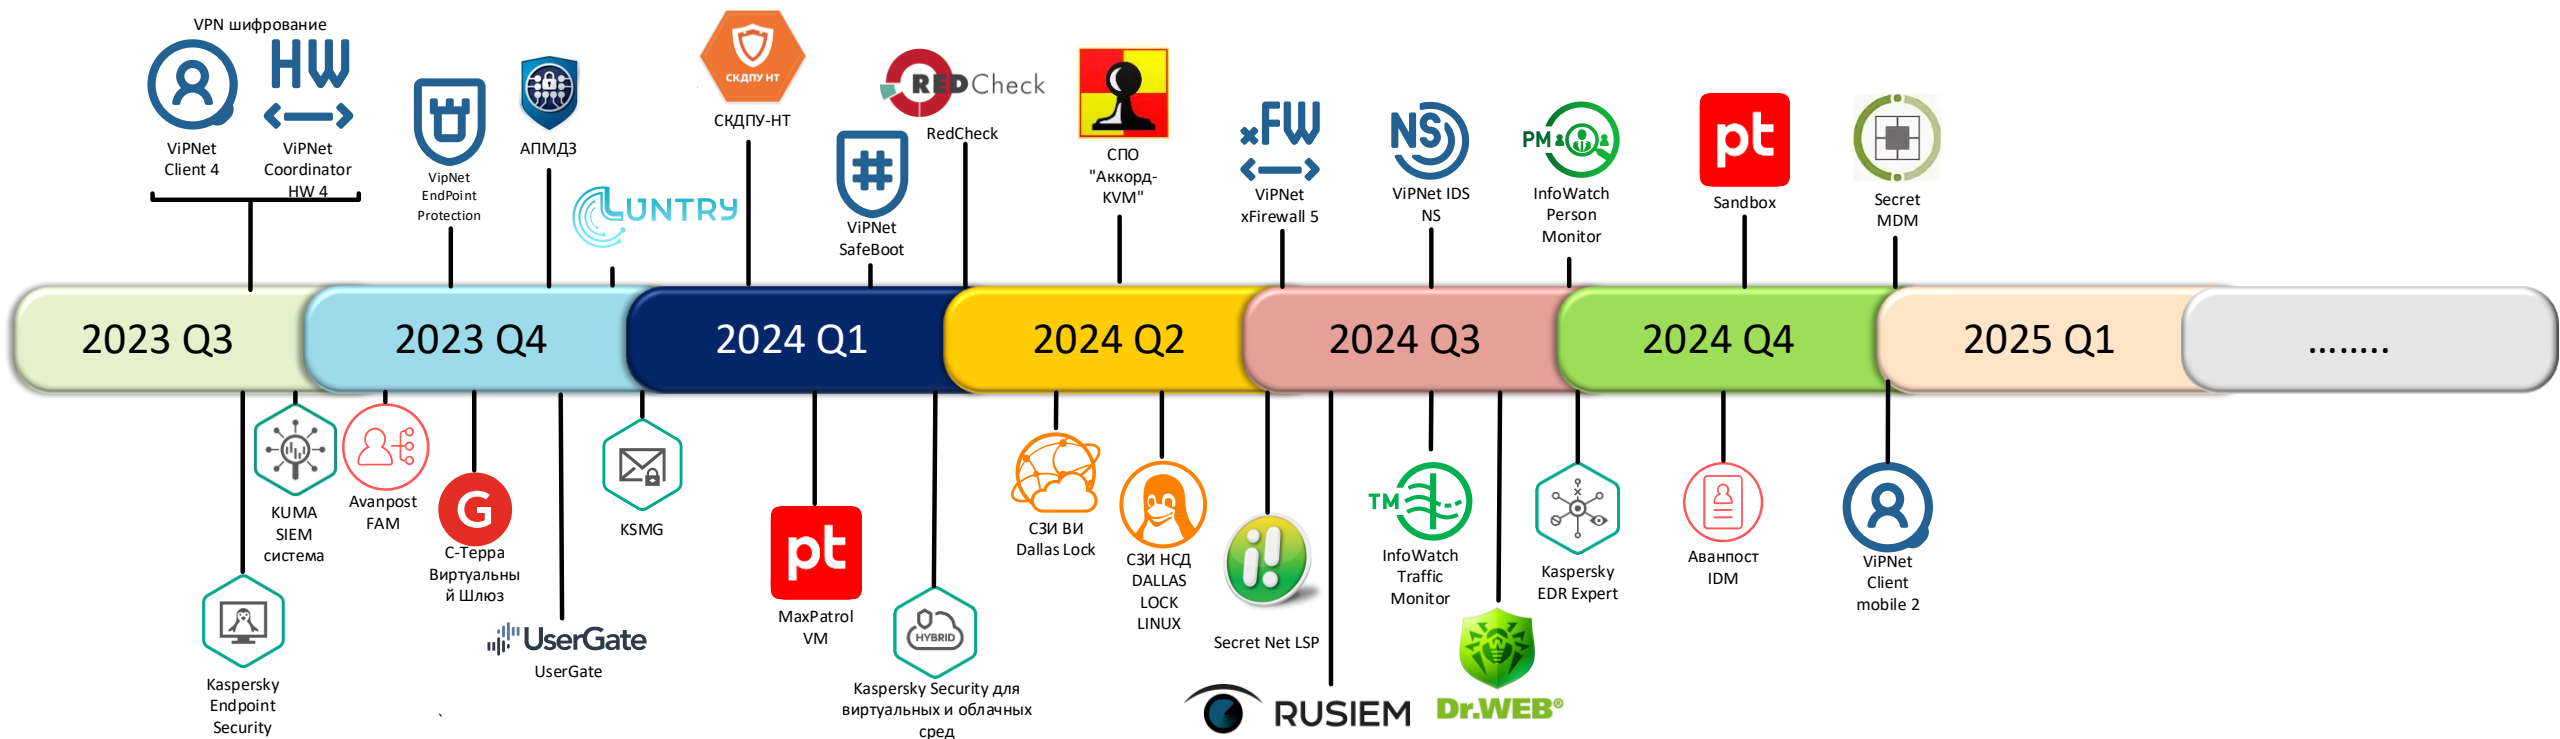 VPN шифрование
HW
ViPNet
Client 4
ViPNet
Coordinator
HW 4
VipNet
EndPoint
Protection
АПМДЗ
LUNTRY
СКДПУ НТ
СКДПУ-НТ
#
ViPNet
SafeBoot
REDCheck
RedCheck
СПО
"Аккорд-
KVM"
xFW
ViPNet
xFirewall 5
NS
ViPNet IDS
NS
PM
InfoWatch
Person
Monitor
pt
Sandbox
Secret
MDM
2023 Q3
2023 Q4
2024 Q1
2024 Q2
2024 Q3
2024 Q4
2025 Q1
........
Kaspersky
Endpoint
Security
KUMA
SIEM
система
Avanpost
FAM
G
С-Терра
Виртуальны
й Шлюз
UserGate
UserGate
KSMG
pt
MaxPatrol
VM
HYBRID
Kaspersky Security для
виртуальных и облачных
сред
СЗИ ВИ
Dallas Lock
СЗИ НСД
DALLAS
LOCK
LINUX
Secret Net LSP
RUSIEM
TM
InfoWatch
Traffic
Monitor
Dr.WEB®
Kaspersky
EDR Expert
Аванпост
IDM
ViPNet
Client
mobile 2